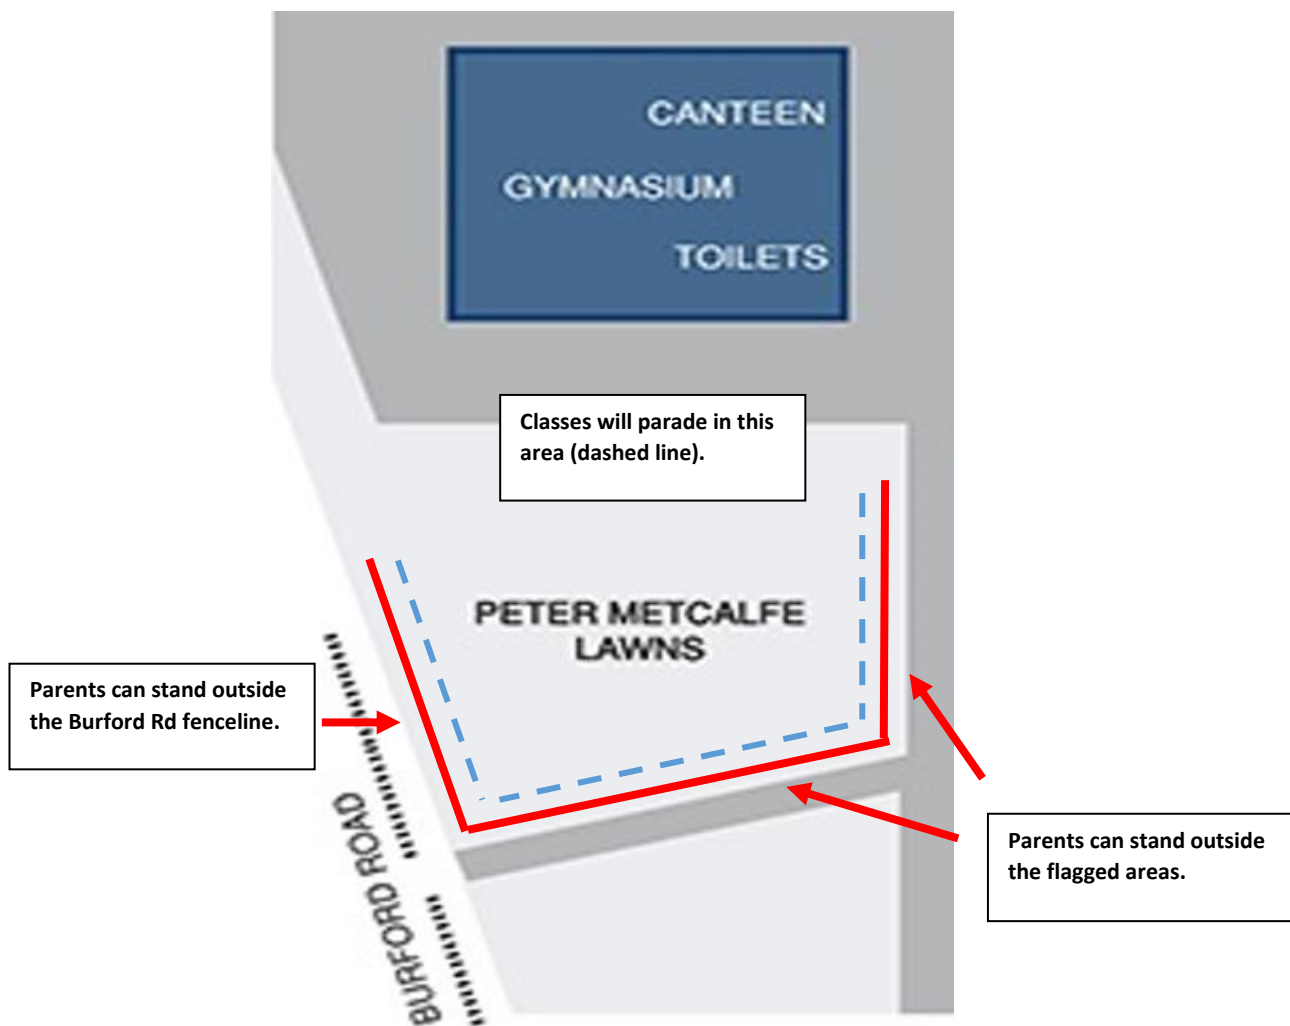 CANTEEN
GYMNASIUM
TOILETS
Classes will parade in this
area (dashed line).
PETER METCALFE
LAWNS
Parents can stand outside
the Burford Rd fenceline.
BURFORD ROAD
Parents can stand outside
the flagged areas.